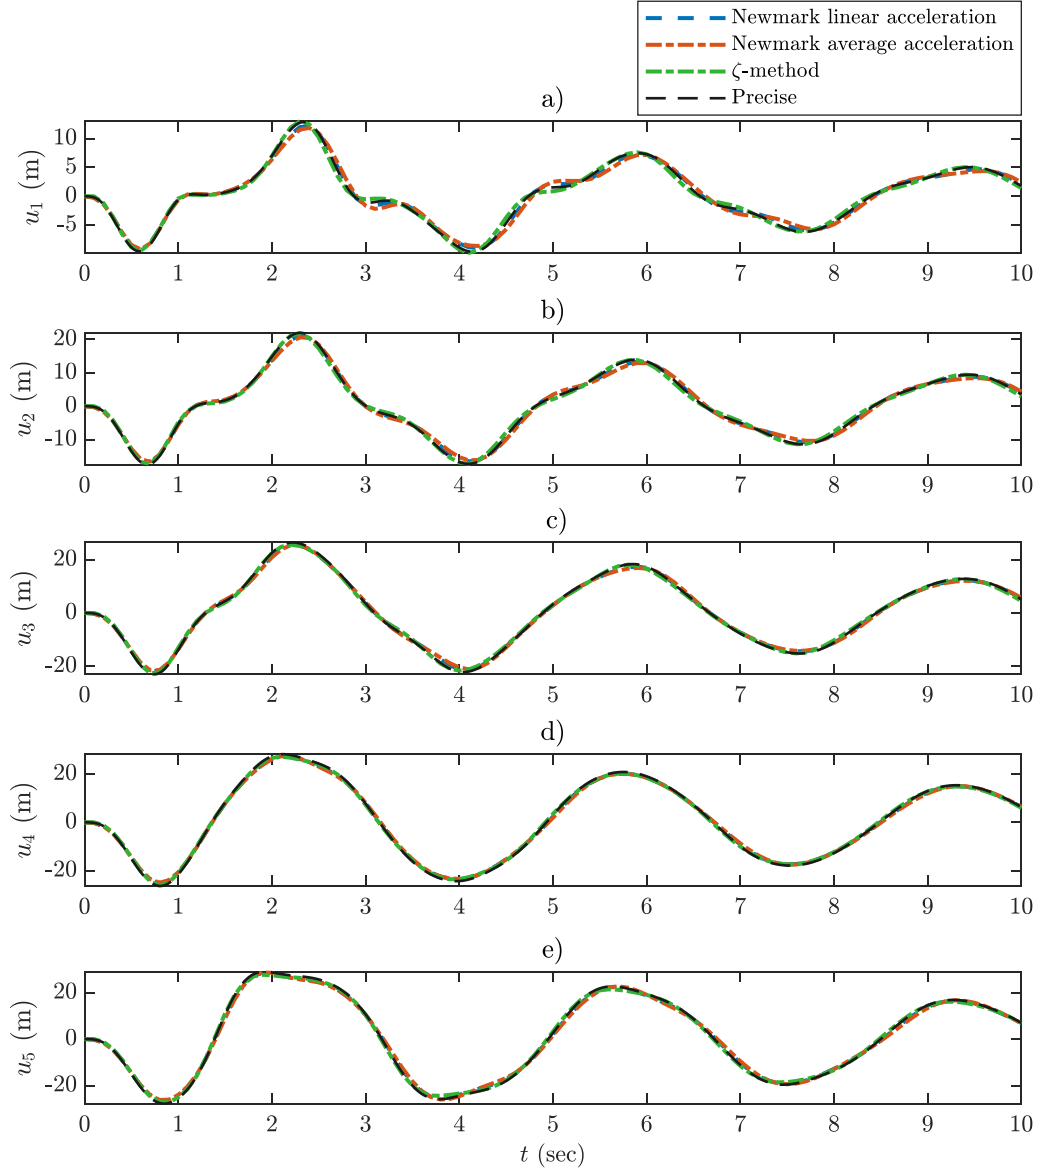 Newmark linear acceleration
Newmark average acceleration
ζ-method
Precise
a)
10
5
0
-5
u1 (m)
0 1 2 3 4 5 6 7 8 9 10
b)
20
10
0
-10
u2 (m)
0 1 2 3 4 5 6 7 8 9 10
c)
20
0
-20
u3 (m)
0 1 2 3 4 5 6 7 8 9 10
d)
20
0
-20
u4 (m)
0 1 2 3 4 5 6 7 8 9 10
e)
20
0
-20
u5 (m)
0 1 2 3 4 5 6 7 8 9 10
t (sec)